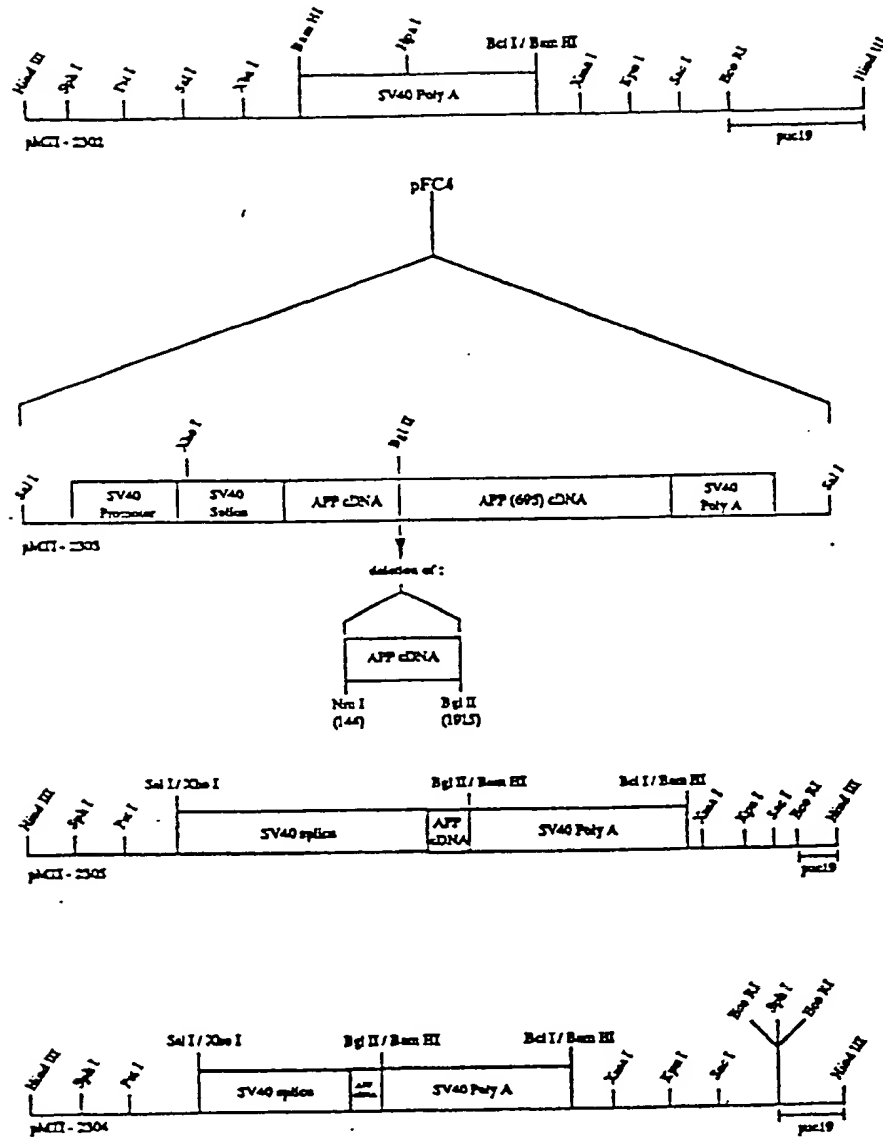 Hind III
Sph I
Pst I
Sal I
Xho I
Bam HI
Hpa I
Bcl I / Bam HI
Xma I
Kpn I
Sac I
Eco RI
Hind III
SV40 Poly A
puc19
pMTI - 2302
pFC4
Xho I
Bgl II
Sal I
SV40 Promoter
SV40 Splice
APP cDNA
APP (695) cDNA
SV40 Poly A
Sal I
deletion of :
APP cDNA
Nru I (144)
Bgl II (1915)
Hind III
Sph I
Pst I
Sal I / Xho I
Bgl II / Bam HI
Bcl I / Bam HI
Xma I
Kpn I
Sac I
Eco RI
Hind III
SV40 splice
APP cDNA
SV40 Poly A
puc19
Hind III
Sph I
Pst I
Sal I / Xho I
Bgl II / Bam HI
Bcl I / Bam HI
Xma I
Kpn I
Sac I
Eco RI
Sph I
Eco RI
Hind III
SV40 splice
SV40 Poly A
puc19
pMTI - 2304